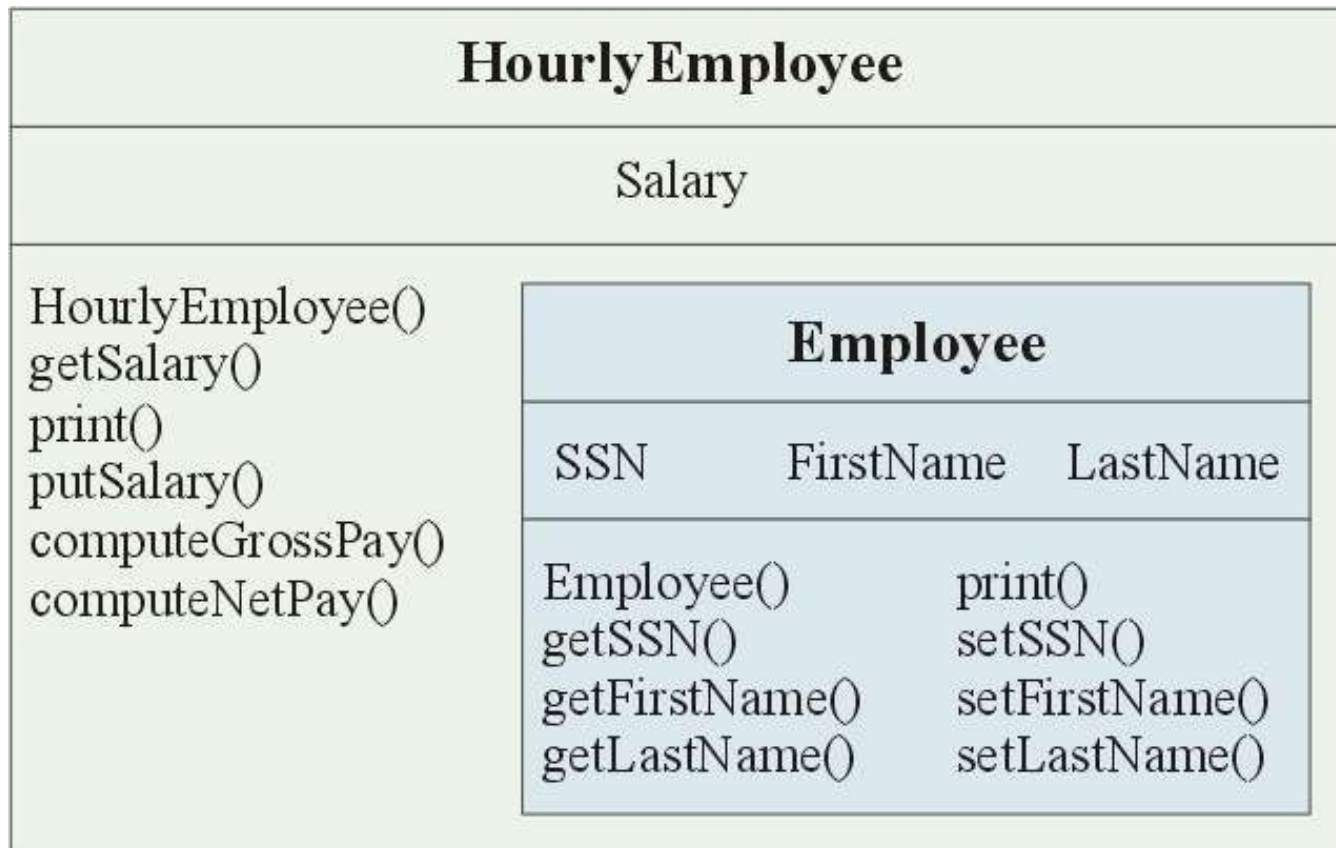 HourlyEmployee
Salary
HourlyEmployee()
getSalary()
print()
putSalary()
computeGrossPay()
computeNetPay()
Employee
SSN FirstName LastName
Employee() print()
getSSN() setSSN()
getFirstName() setFirstName()
getLastName() setLastName()